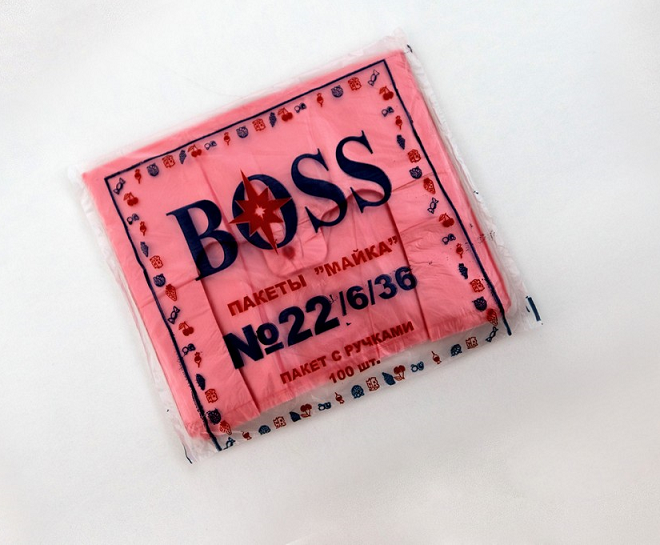 BOSS
ПАКЕТЫ "МАЙКА"
№22/6/36
ПАКЕТ С РУЧКАМИ
100 шт.